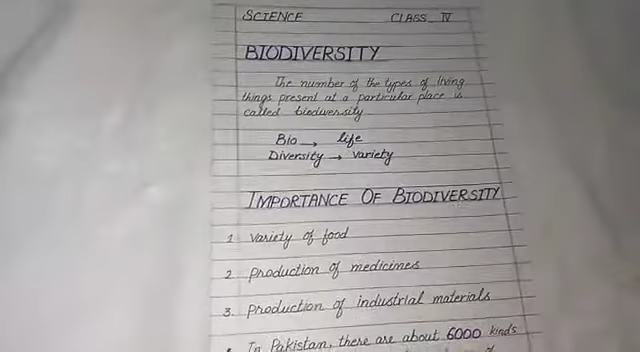 SCIENCE CLASS IV
BIODIVERSITY
The number of the types of living
things present at a particular place is
called biodiversity
Bio → life
Diversity → variety
IMPORTANCE OF BIODIVERSITY
1 Variety of food
2 Production of medicines
3. Production of industrial materials
• In Pakistan, there are about 6000 kinds
of